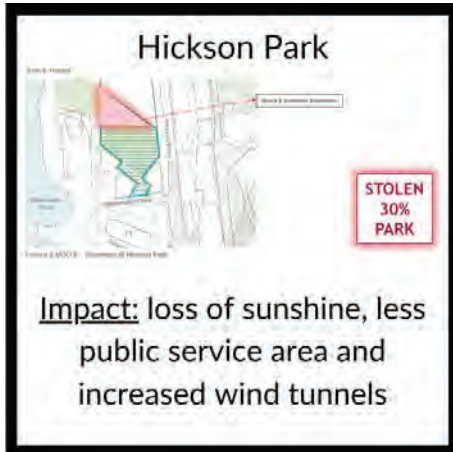 Hickson Park
STOLEN
30%
PARK
Impact: loss of sunshine, less
public service area and
increased wind tunnels